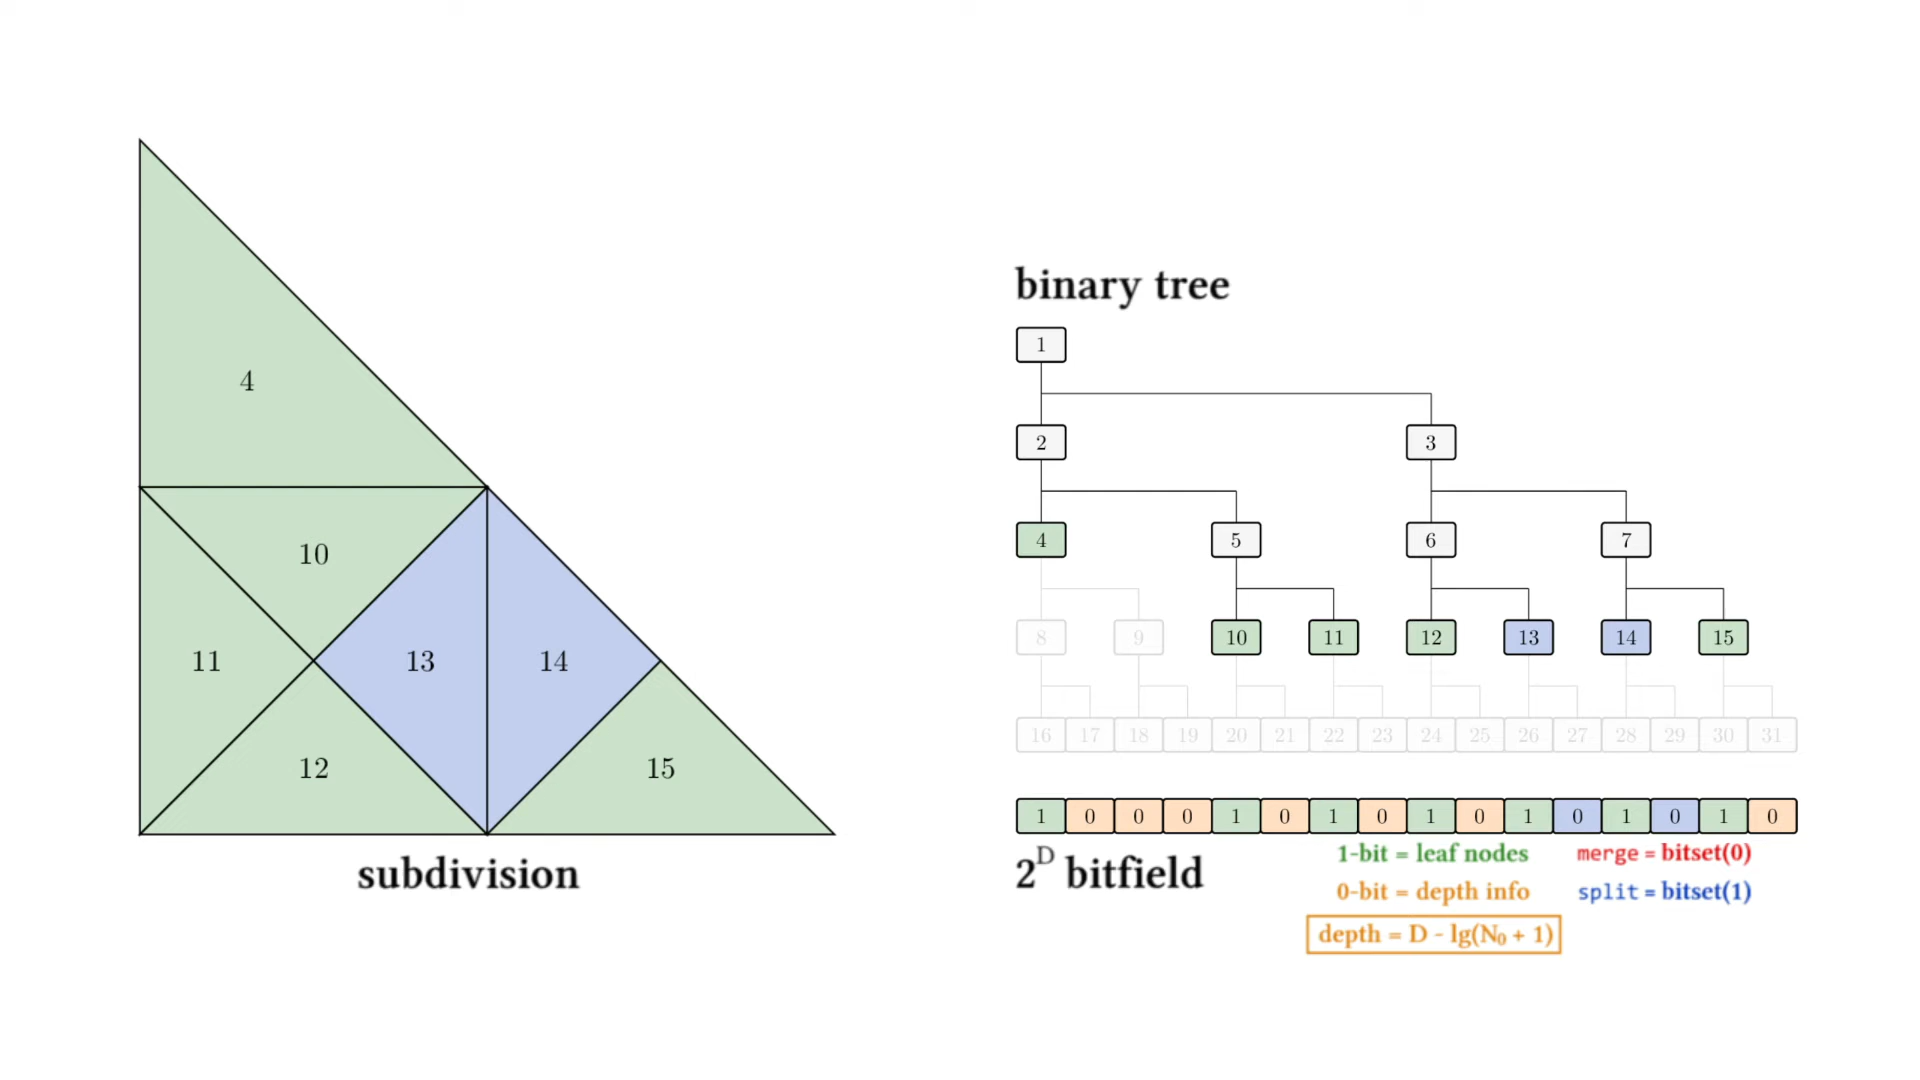 4
10
11
13
14
12
15
subdivision
binary tree
1
2 3
4 5 6 7
8 9 10 11 12 13 14 15
16 17 18 19 20 21 22 23 24 25 26 27 28 29 30 31
1 0 0 0 1 0 1 0 1 0 1 0 1 0 1 0
2^D bitfield
1-bit = leaf nodes
0-bit = depth info
depth = D - lg(N₀ + 1)
merge = bitset(0)
split = bitset(1)